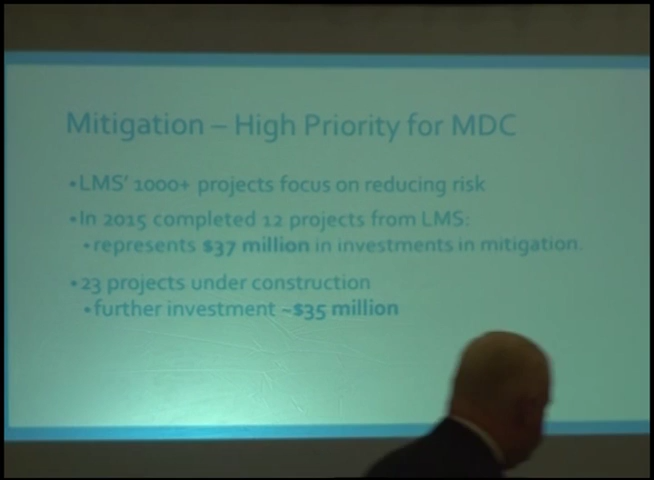 Mitigation – High Priority for MDC
•LMS' 1000+ projects focus on reducing risk
•In 2015 completed 12 projects from LMS:
•represents $37 million in investments in mitigation.
•23 projects under construction
•further investment ~$35 million